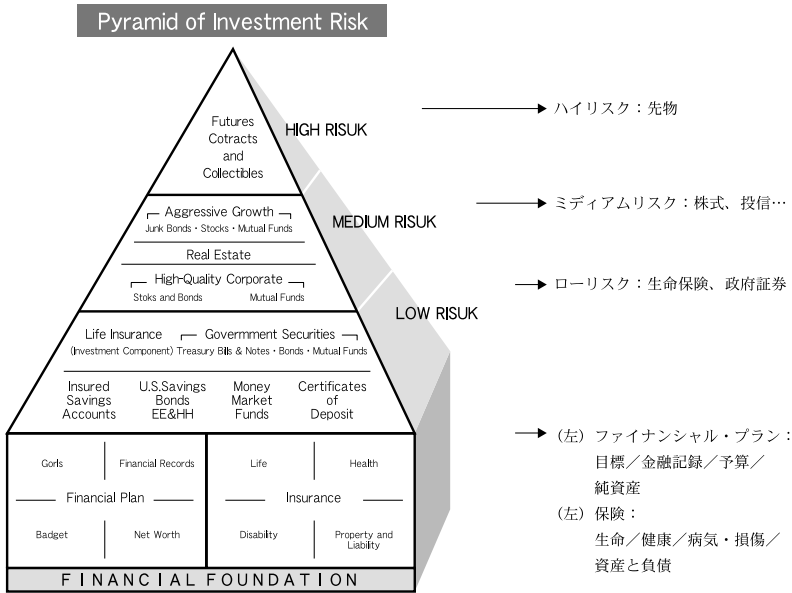 Pyramid of Investment Risk
Futures
Cotracts
and
Collectibles
HIGH RISUK
ハイリスク：先物
Aggressive Growth
Junk Bonds・Stocks・Mutual Funds
Real Estate
High-Quality Corporate
Stoks and Bonds Mutual Funds
MEDIUM RISUK
ミディアムリスク：株式、投信…
Life Insurance
(Investment Component)
Government Securities
Treasury Bills & Notes・Bonds・Mutual Funds
Insured
Savings
Accounts
U.S.Savings
Bonds
EE&HH
Money
Market
Funds
Certificates
of
Deposit
LOW RISUK
ローリスク：生命保険、政府証券
Gorls
Financial Records
Financial Plan
Budget
Net Worth
Life
Health
Insurance
Disability
Property and
Liability
FINANCIAL FOUNDATION
（左）ファイナンシャル・プラン：
目標／金融記録／予算／
純資産
（左）保険：
生命／健康／病気・損傷／
資産と負債